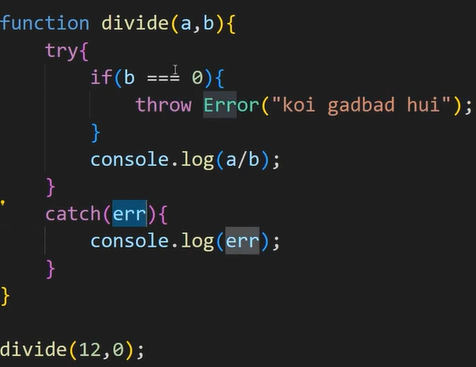 function divide(a,b){
    try{
        if(b === 0){
            throw Error("koi gadbad hui");
        }
        console.log(a/b);
    }
    catch(err){
        console.log(err);
    }
}
divide(12,0);